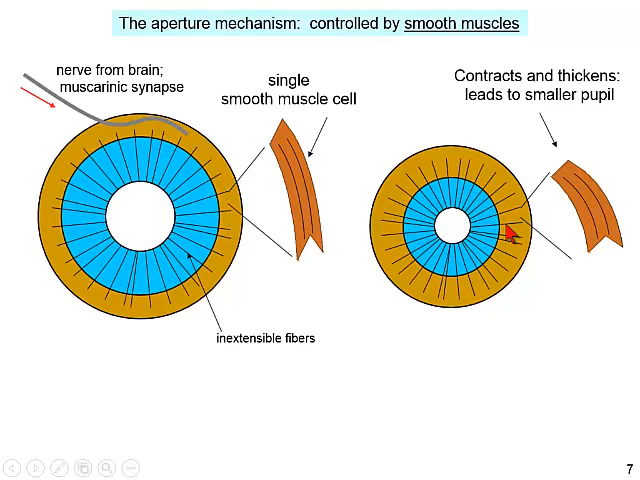 The aperture mechanism: controlled by smooth muscles
nerve from brain;
muscarinic synapse
single
smooth muscle cell
Contracts and thickens:
leads to smaller pupil
inextensible fibers
7